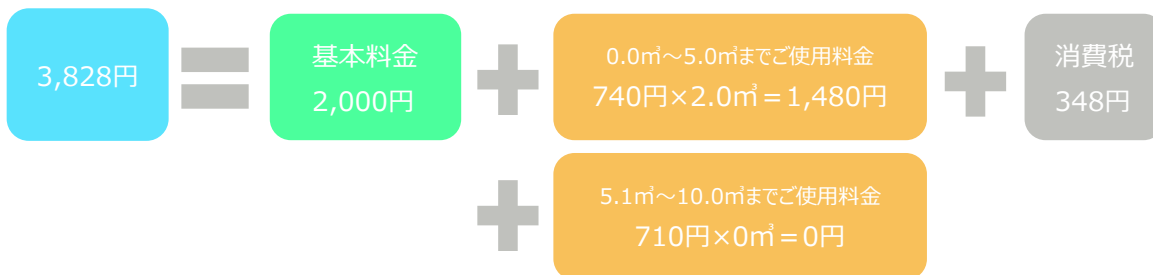 3,828円
基本料金
2,000円
0.0㎥～5.0㎥までご使用料金
740円×2.0㎥＝1,480円
消費税
348円
5.1㎥～10.0㎥までご使用料金
710円×0㎥＝0円